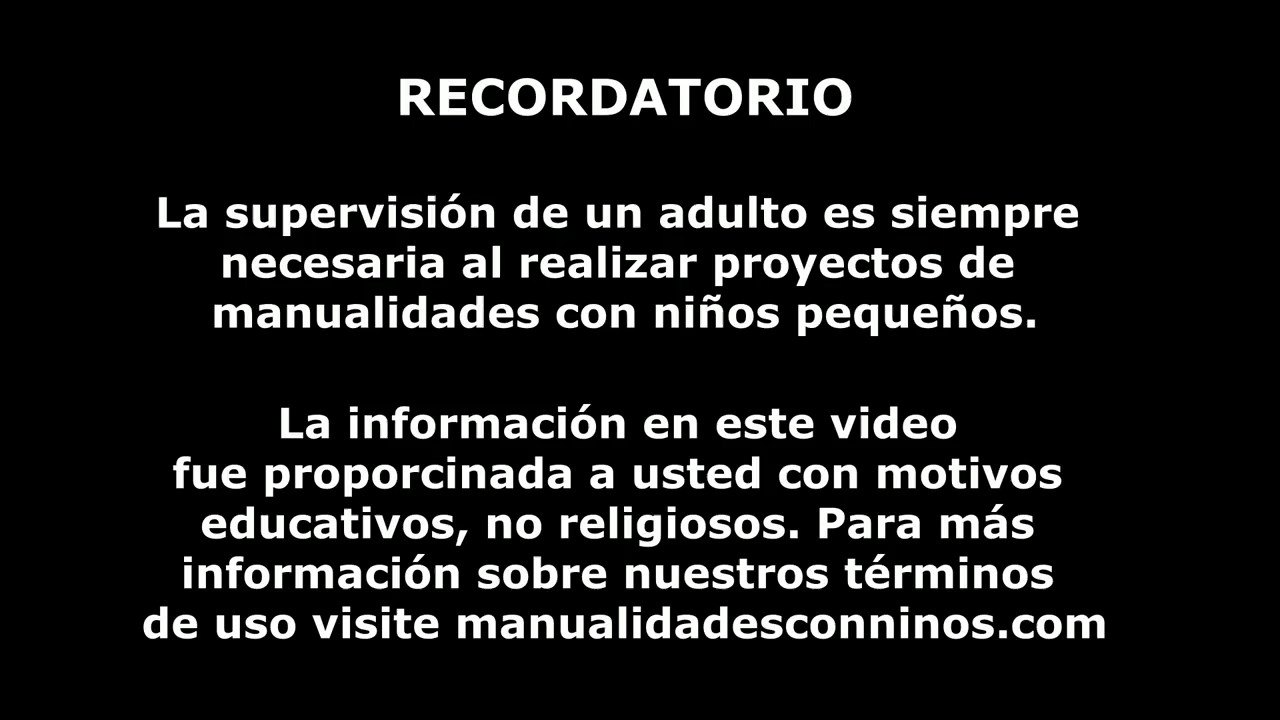 RECORDATORIO
La supervisión de un adulto es siempre
necesaria al realizar proyectos de
manualidades con niños pequeños.
La información en este video
fue proporcinada a usted con motivos
educativos, no religiosos. Para más
información sobre nuestros términos
de uso visite manualidadesconninos.com